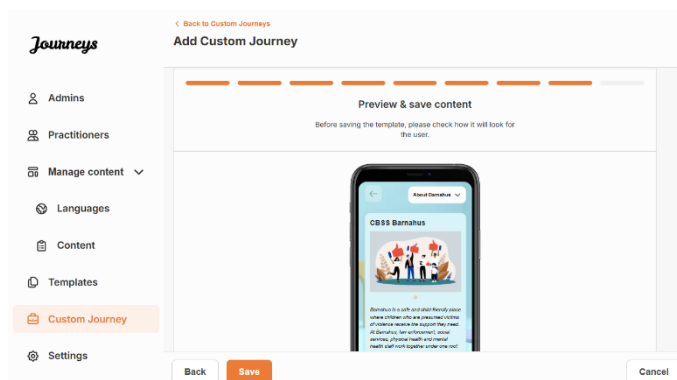 Journeys
Admins
Practitioners
Manage content
Languages
Content
Templates
Custom Journey
Settings
Back to Custom Journeys
Add Custom Journey
Preview & save content
Before saving the template, please check how it will look for
the user.
About Barnahus
CBSS Barnahus
Barnahus is a safe and child-friendly place
where children who are presumed victims
of violence receive the support they need.
At Barnahus, law enforcement, social
services, physical health and mental
health staff work together under one roof.
Back
Save
Cancel